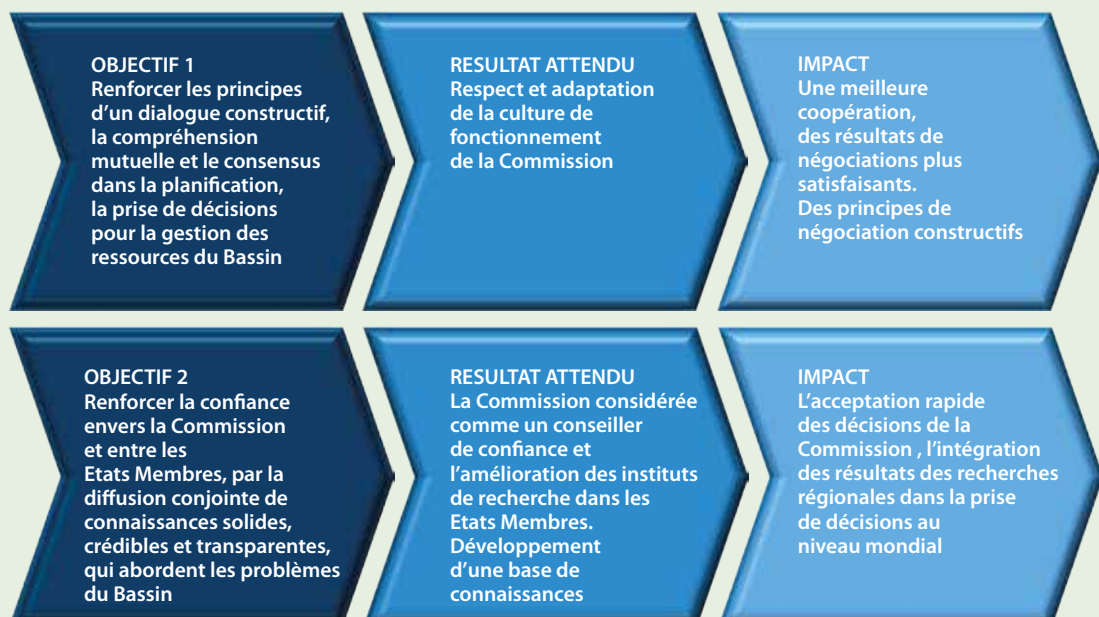 OBJECTIF 1
Renforcer les principes
d'un dialogue constructif,
la compréhension
mutuelle et le consensus
dans la planification,
la prise de décisions
pour la gestion des
ressources du Bassin
RESULTAT ATTENDU
Respect et adaptation
de la culture de
fonctionnement
de la Commission
IMPACT
Une meilleure
coopération,
des résultats de
négociations plus
satisfaisants.
Des principes de
négociation constructifs
OBJECTIF 2
Renforcer la confiance
envers la Commission
et entre les
Etats Membres, par la
diffusion conjointe de
connaissances solides,
crédibles et transparentes,
qui abordent les problèmes
du Bassin
RESULTAT ATTENDU
La Commission considérée
comme un conseiller
de confiance et
l'amélioration des instituts
de recherche dans les
Etats Membres.
Développement
d'une base de
connaissances
IMPACT
L'acceptation rapide
des décisions de la
Commission , l'intégration
des résultats des recherches
régionales dans la prise
de décisions au
niveau mondial